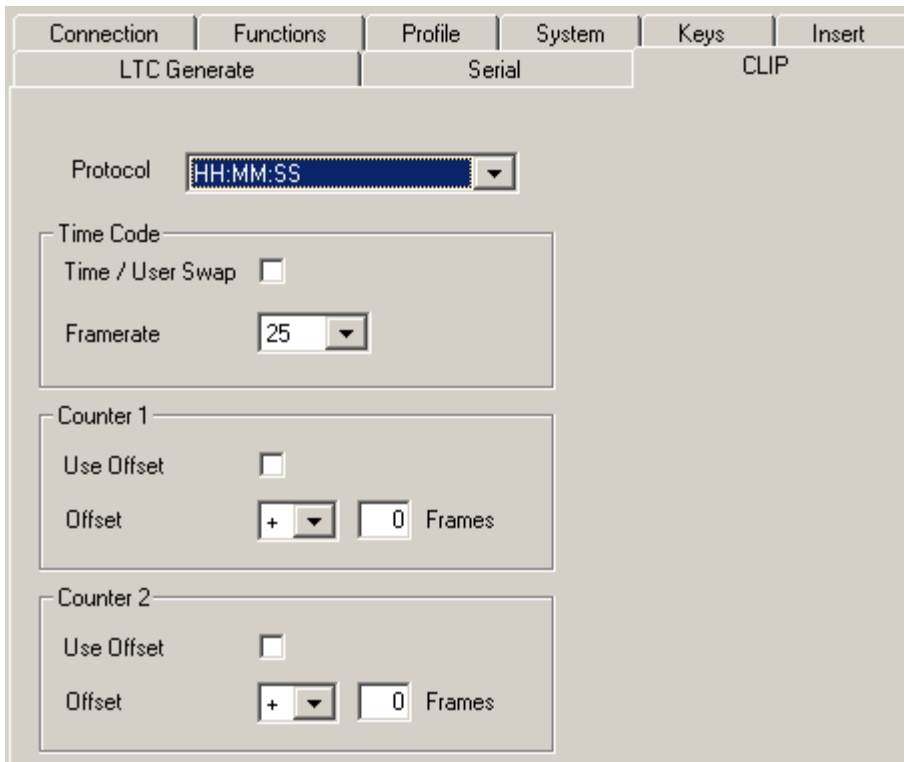 Connection Functions Profile System Keys Insert
LTC Generate Serial CLIP
Protocol HH:MM:SS
Time Code
Time / User Swap
Framerate 25
Counter 1
Use Offset
Offset + 0 Frames
Counter 2
Use Offset
Offset + 0 Frames